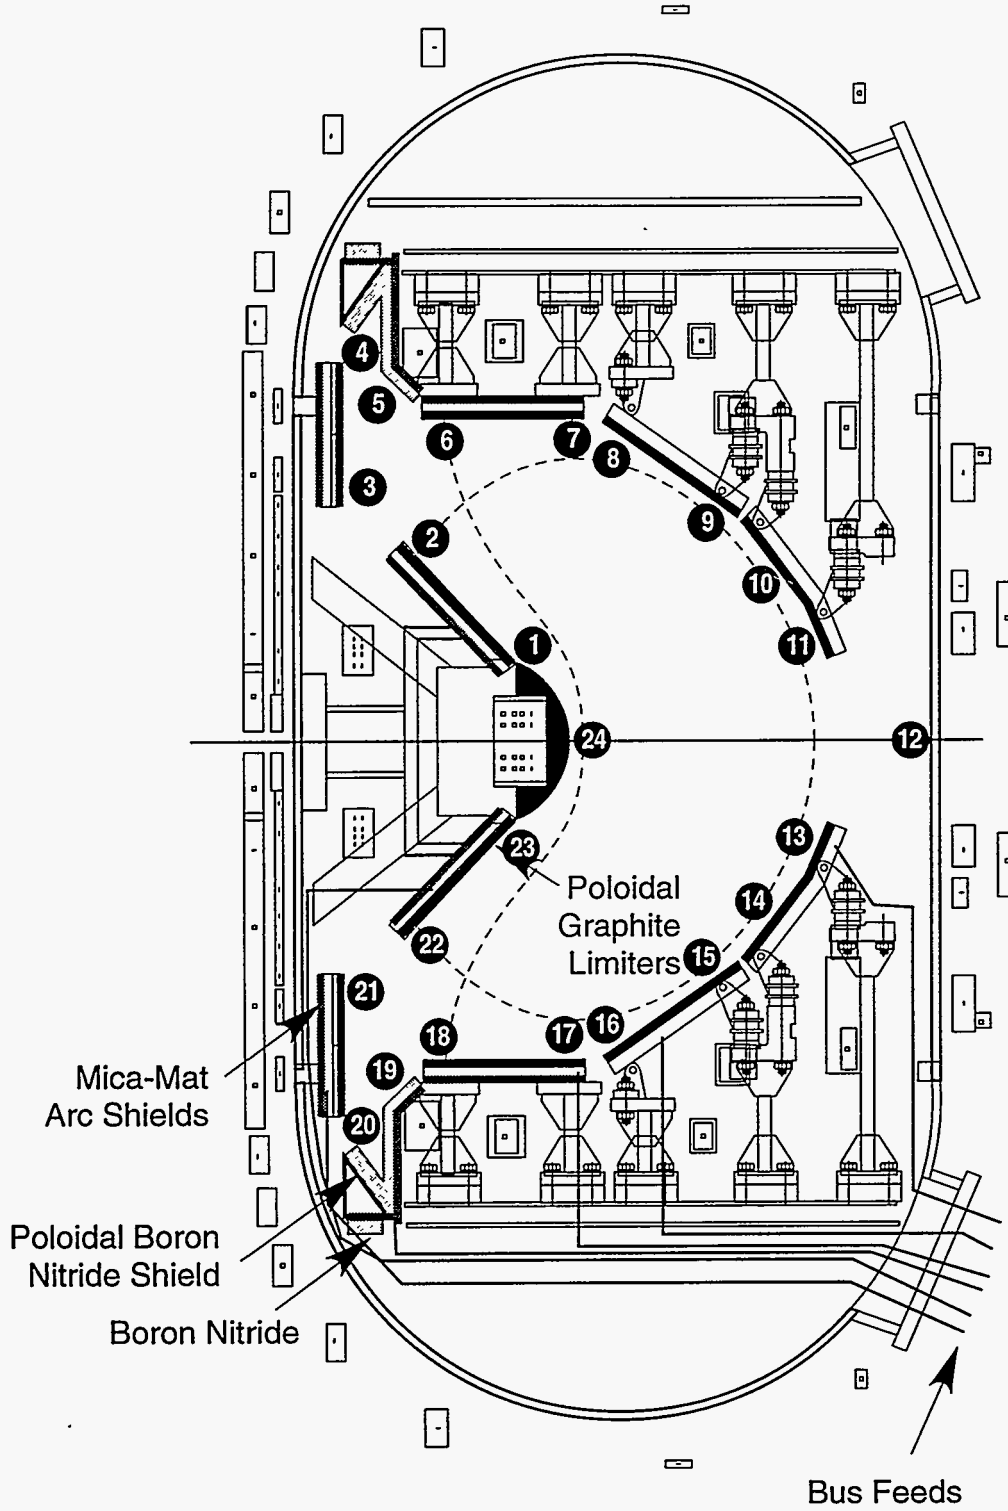 4
5
6
7
8
3
2
9
10
1
11
24
12
13
23
Poloidal
Graphite
Limiters
14
22
15
21
16
17
18
19
Mica-Mat
Arc Shields
20
Poloidal Boron
Nitride Shield
Boron Nitride
Bus Feeds